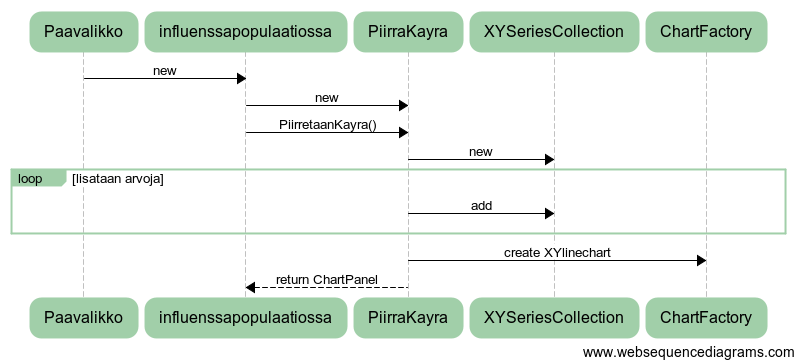 Paavalikko influenssapopulaatiossa PiirraKayra XYSeriesCollection ChartFactory
new
new
PiirretaanKayra()
new
loop [lisataan arvoja]
add
create XYlinechart
return ChartPanel
Paavalikko influenssapopulaatiossa PiirraKayra XYSeriesCollection ChartFactory
www.websequencediagrams.com